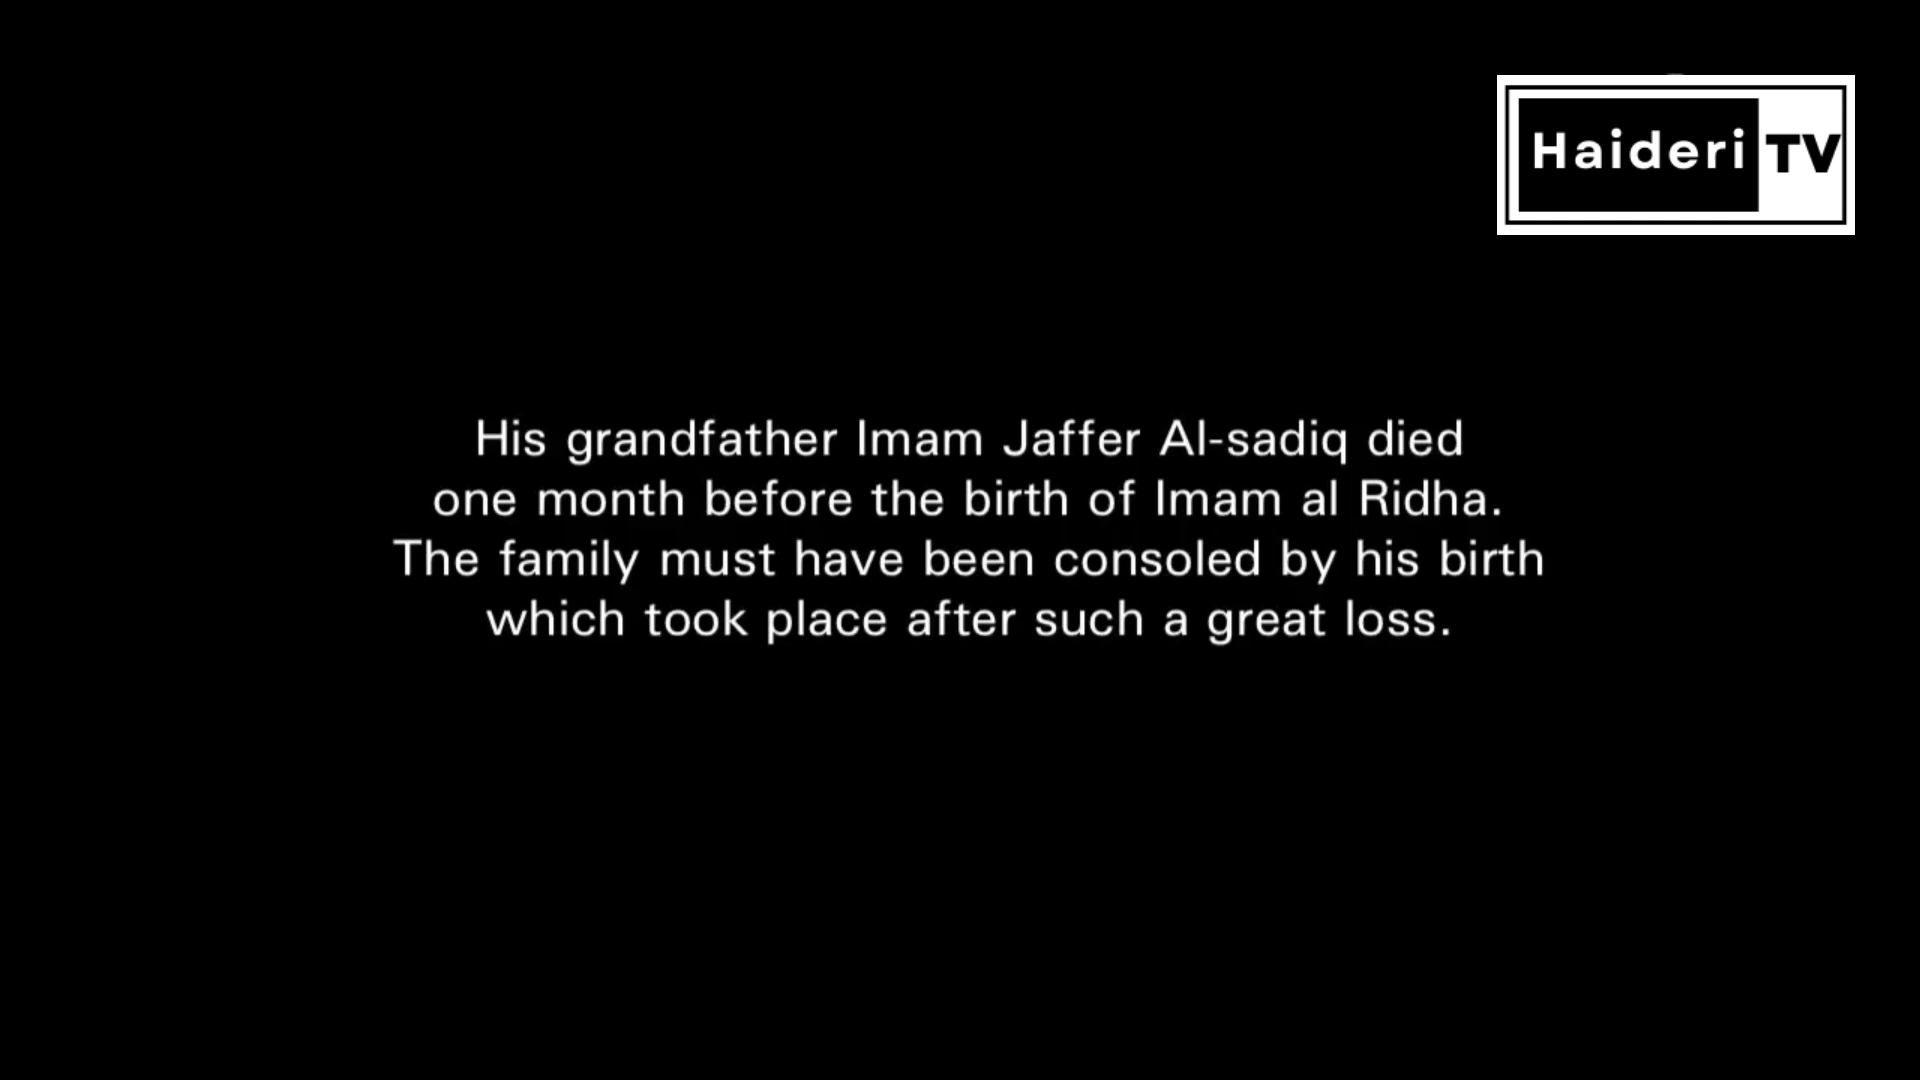 Haideri TV
His grandfather Imam Jaffer Al-sadiq died
one month before the birth of Imam al Ridha.
The family must have been consoled by his birth
which took place after such a great loss.